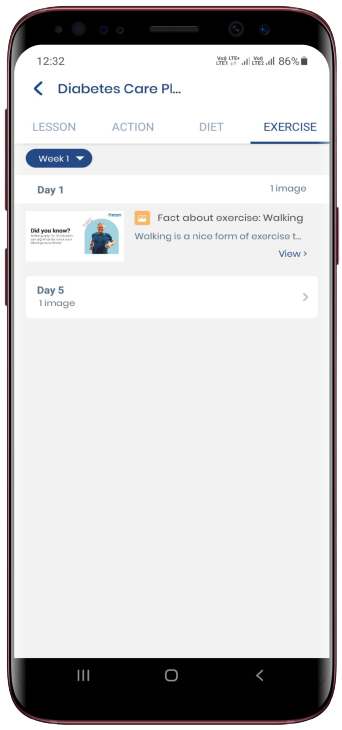 12:32
Vo)) LTE+
LTE1
Vo))
LTE2
86%
Diabetes Care Pl...
LESSON ACTION DIET EXERCISE
Week 1
Day 1 1 image
Did you know?
Fact about exercise: Walking
Walking is a nice form of exercise t...
View >
Day 5
1 image